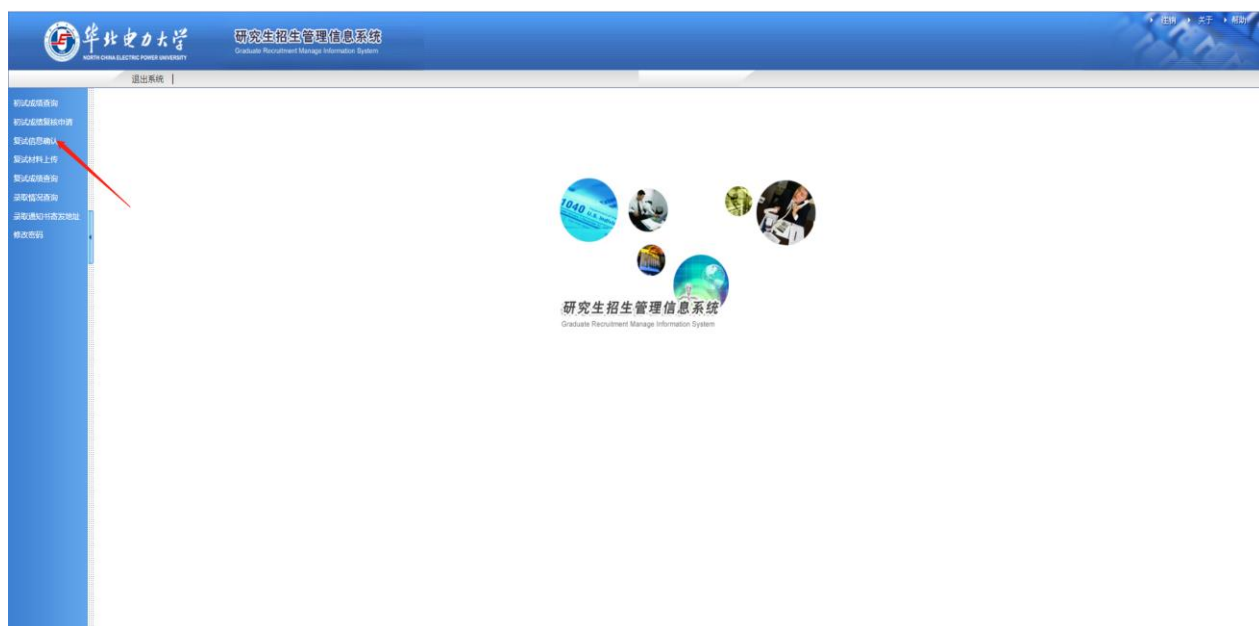 华北电力大学
NORTH CHINA ELECTRIC POWER UNIVERSITY
研究生招生管理信息系统
Graduate Recruitment Manage Information System
注销 关于 帮助
退出系统 |
初试成绩查询
初试成绩复核申请
复试信息确认
复试材料上传
复试成绩查询
录取情况查询
录取通知书寄发地址
修改密码
1040 U.S. Indiv
研究生招生管理信息系统
Graduate Recruitment Manage Information System